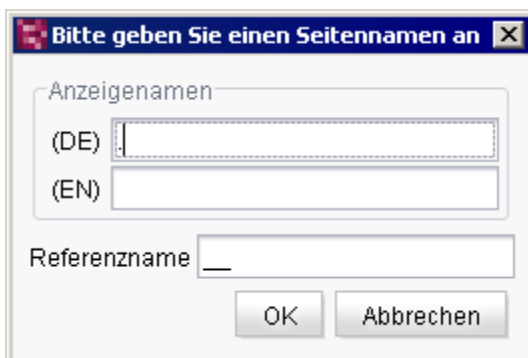 Bitte geben Sie einen Seitennamen an
Anzeigenamen
(DE) .
(EN)
Referenzname __
OK Abbrechen